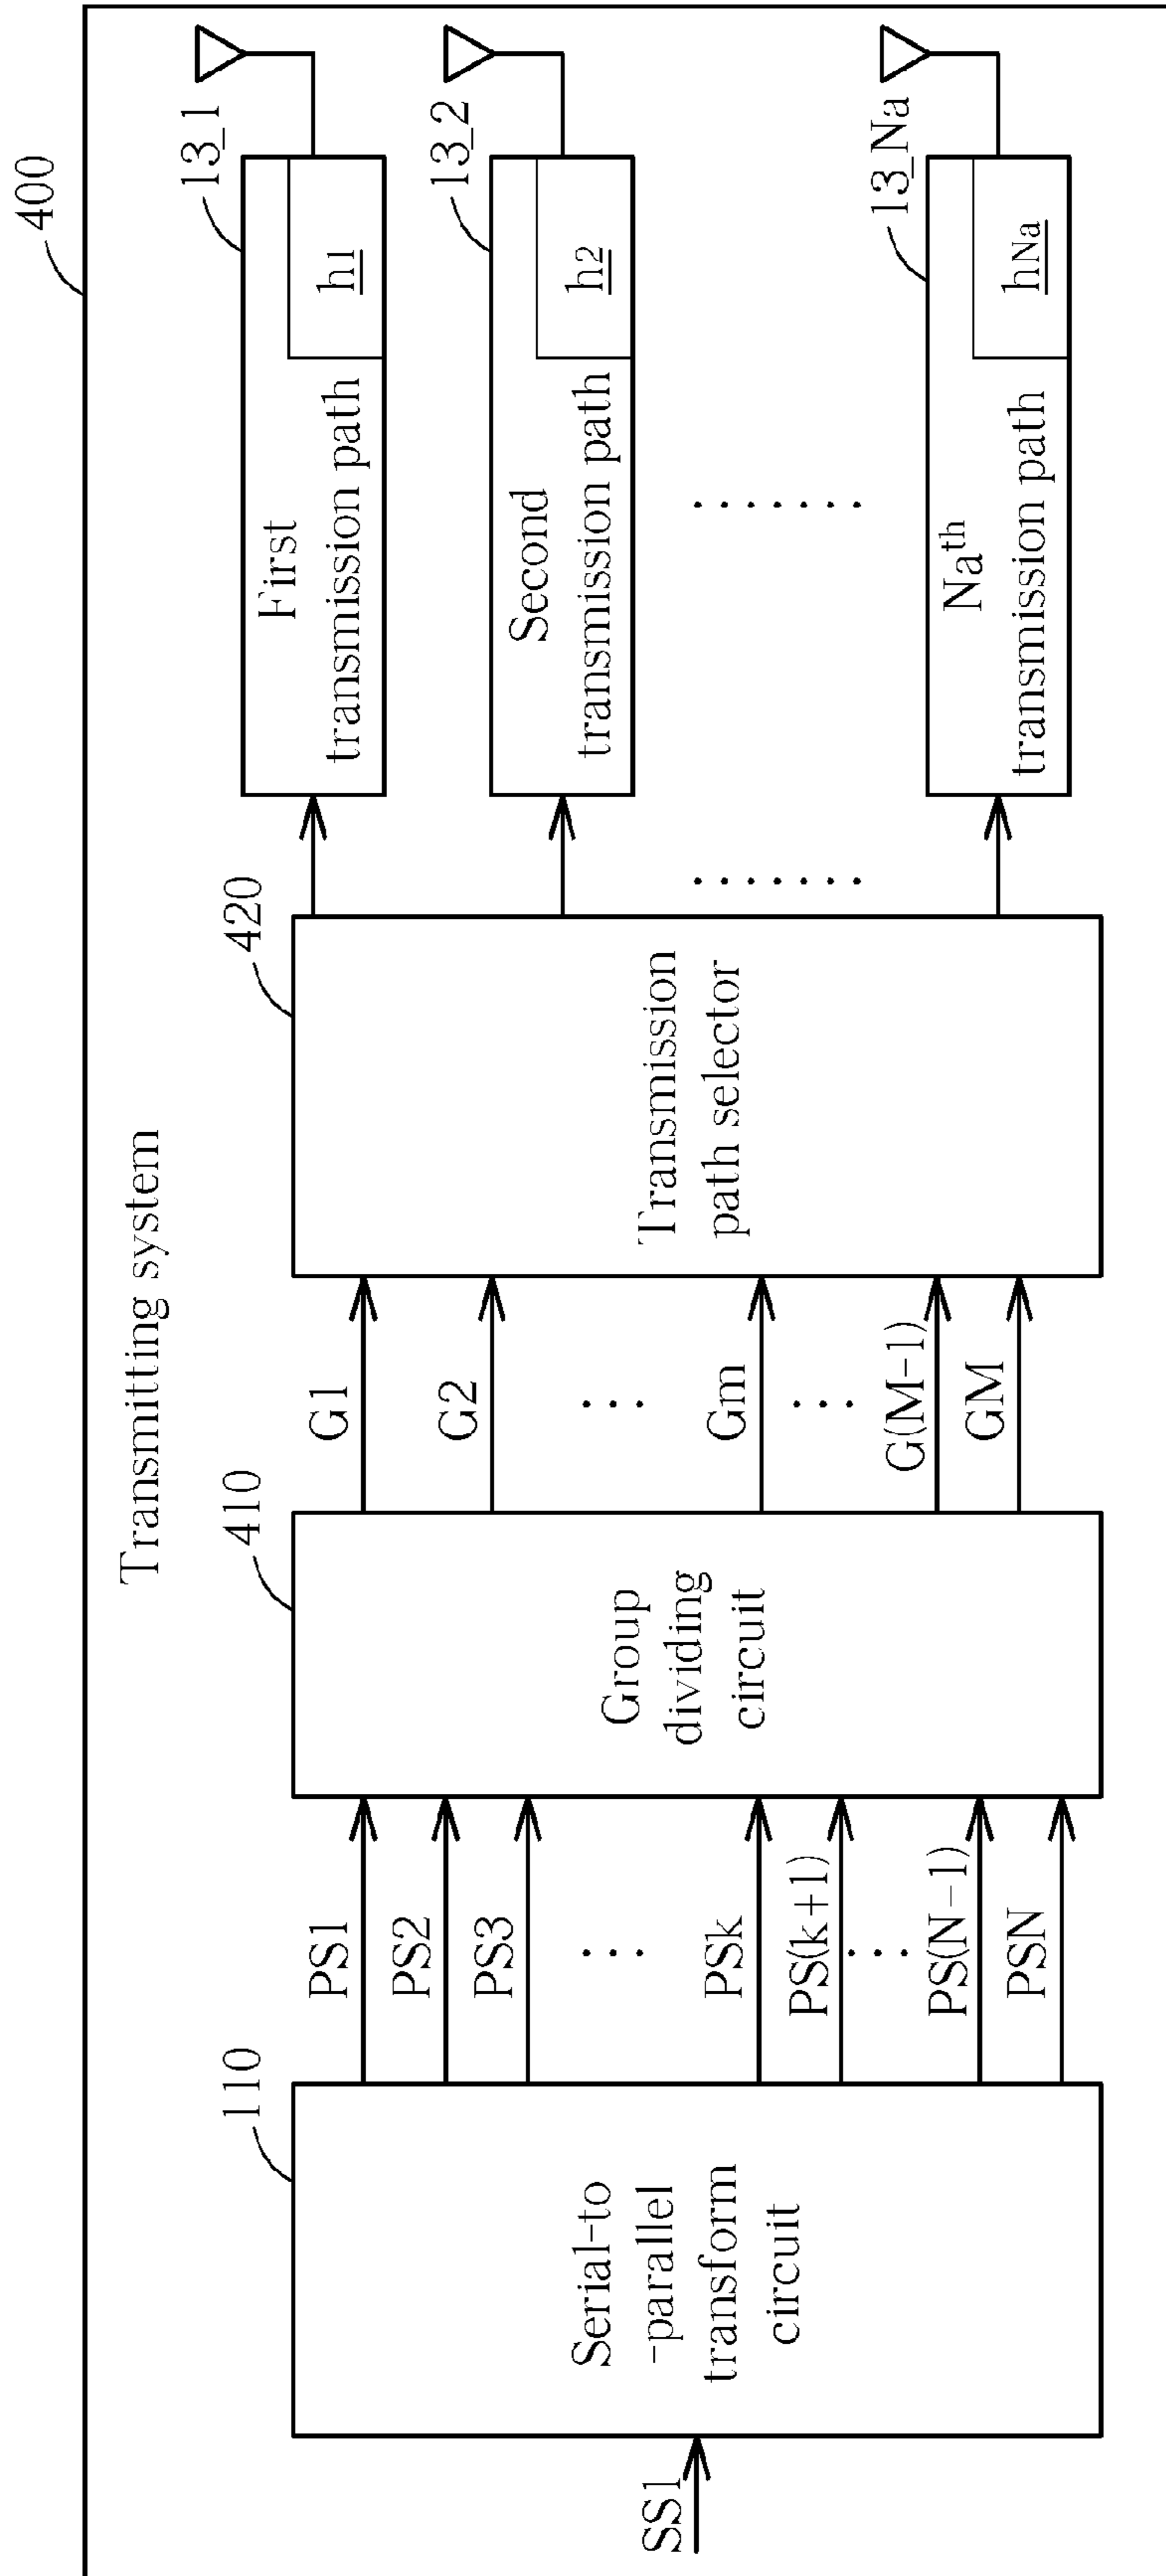 400
Transmitting system
SS1
110
Serial-to
-parallel
transform
circuit
PS1
PS2
PS3
...
PSk
PS(k+1)
...
PS(N-1)
PSN
410
Group
dividing
circuit
G1
G2
...
Gm
...
G(M-1)
GM
420
Transmission
path selector
.......
13_1
First
transmission path
h1
13_2
Second
transmission path
h2
.......
13_Na
Nath
transmission path
hNa